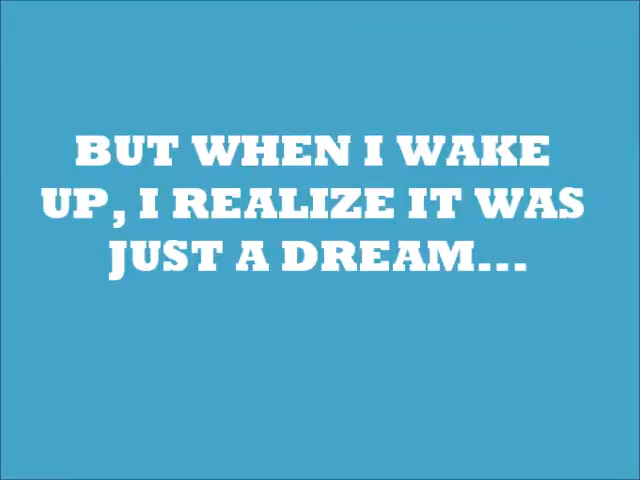 BUT WHEN I WAKE
UP, I REALIZE IT WAS
JUST A DREAM...